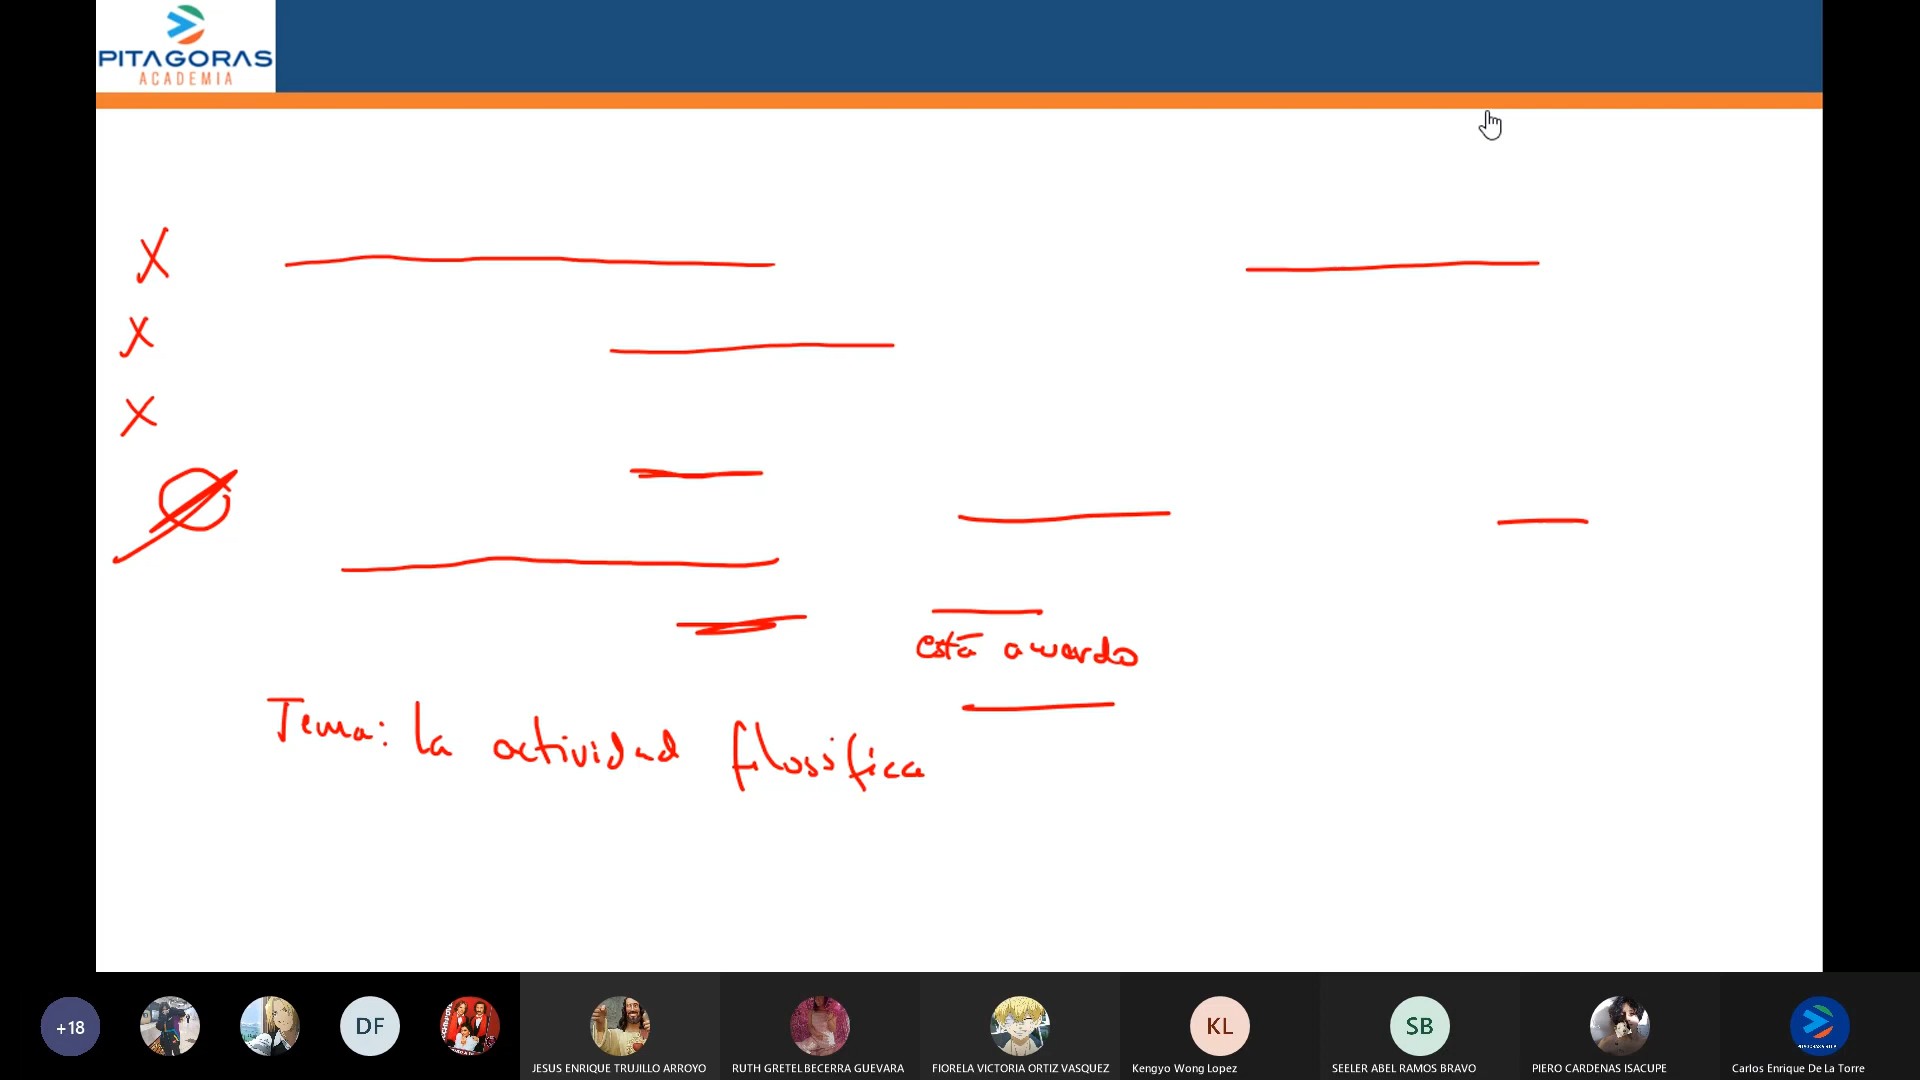 PITAGORAS
ACADEMIA
X
X
X
está acuerdo
Tema: La actividad filosófica
+18
DF
KL
SB
JESUS ENRIQUE TRUJILLO ARROYO
RUTH GRETEL BECERRA GUEVARA
FIORELA VICTORIA ORTIZ VASQUEZ
Kengyo Wong Lopez
SEELER ABEL RAMOS BRAVO
PIERO CARDENAS ISACUPE
Carlos Enrique De La Torre